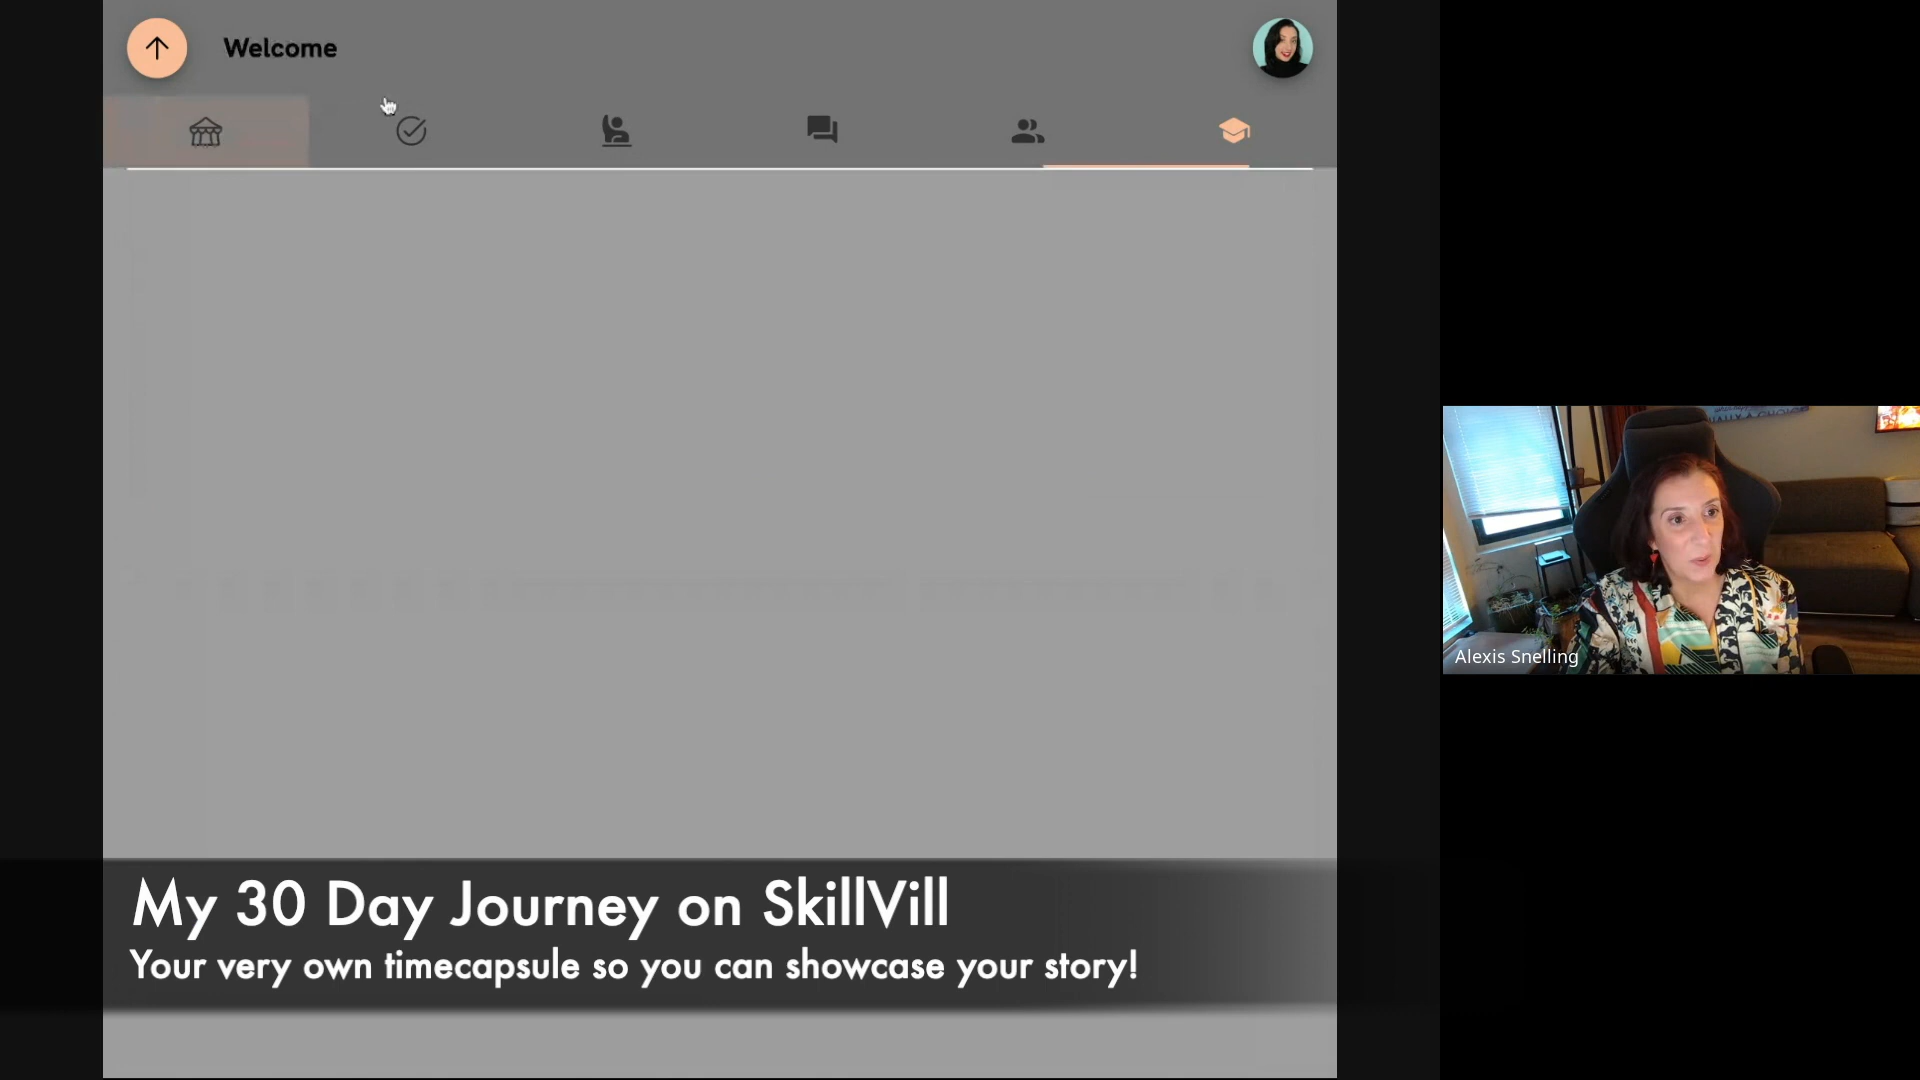 Welcome
Alexis Snelling
My 30 Day Journey on SkillVill
Your very own timecapsule so you can showcase your story!